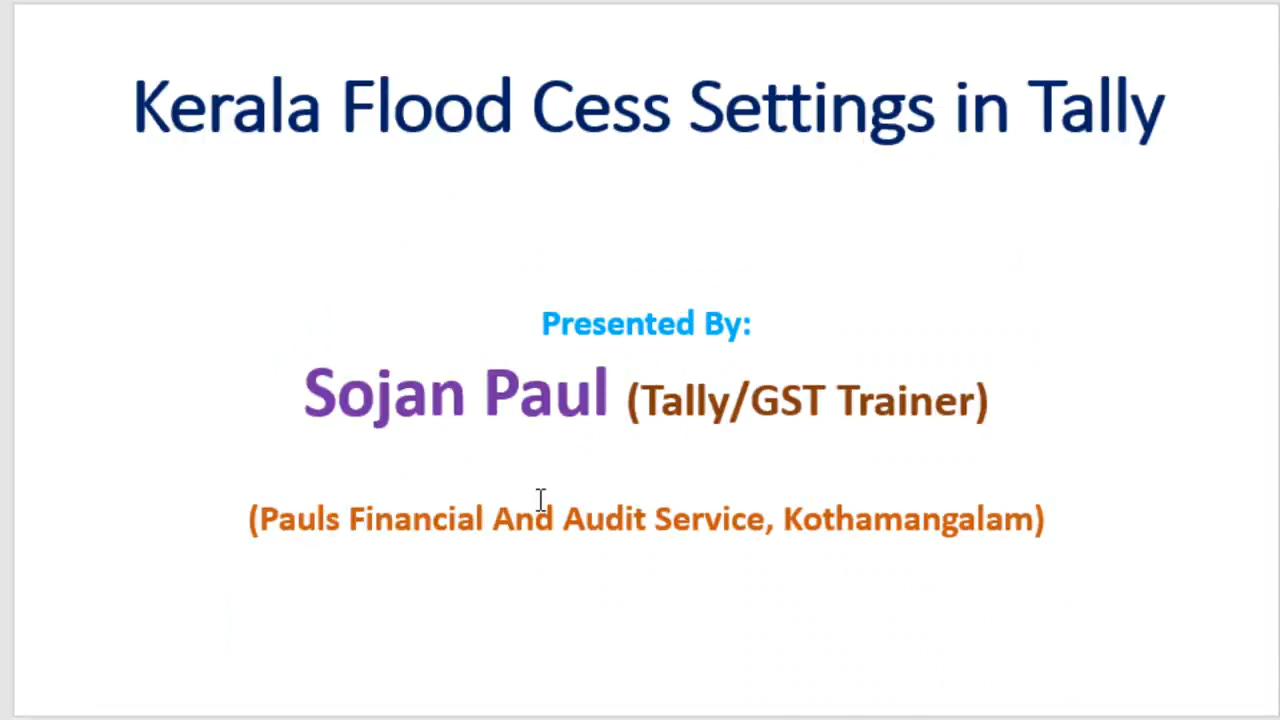 Kerala Flood Cess Settings in Tally
Presented By:
Sojan Paul (Tally/GST Trainer)
(Pauls Financial And Audit Service, Kothamangalam)